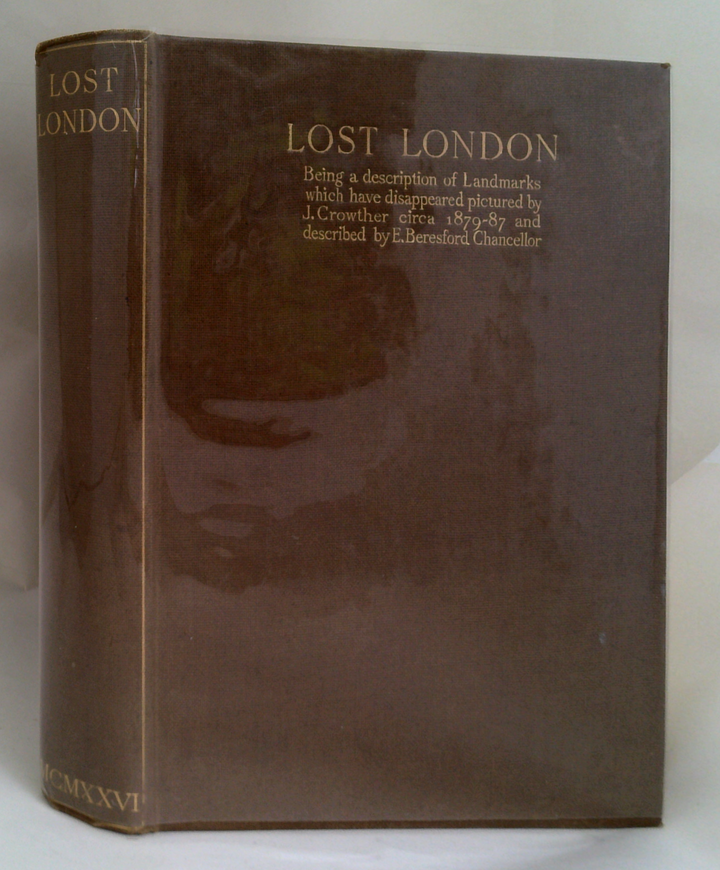 LOST
LONDON
MCMXXVI
LOST LONDON
Being a description of Landmarks
which have disappeared pictured by
J. Crowther circa 1879-87 and
described by E. Beresford Chancellor